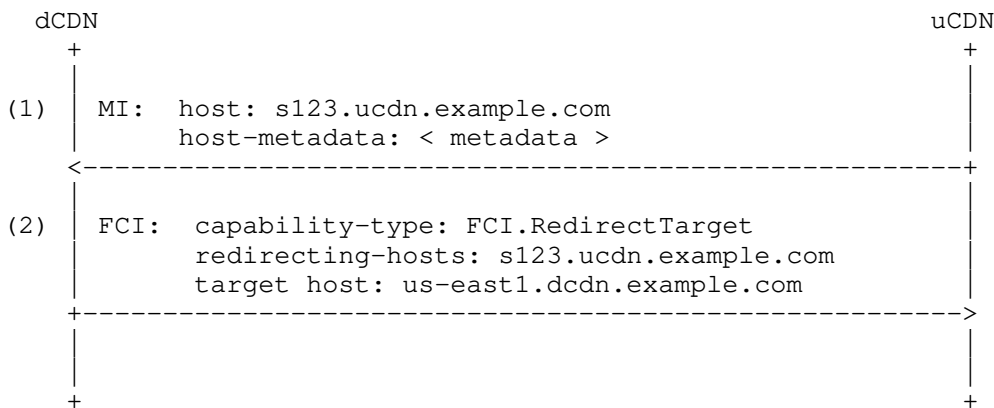 dCDN uCDN
(1) MI: host: s123.ucdn.example.com
host-metadata: < metadata >
(2) FCI: capability-type: FCI.RedirectTarget
redirecting-hosts: s123.ucdn.example.com
target host: us-east1.dcdn.example.com